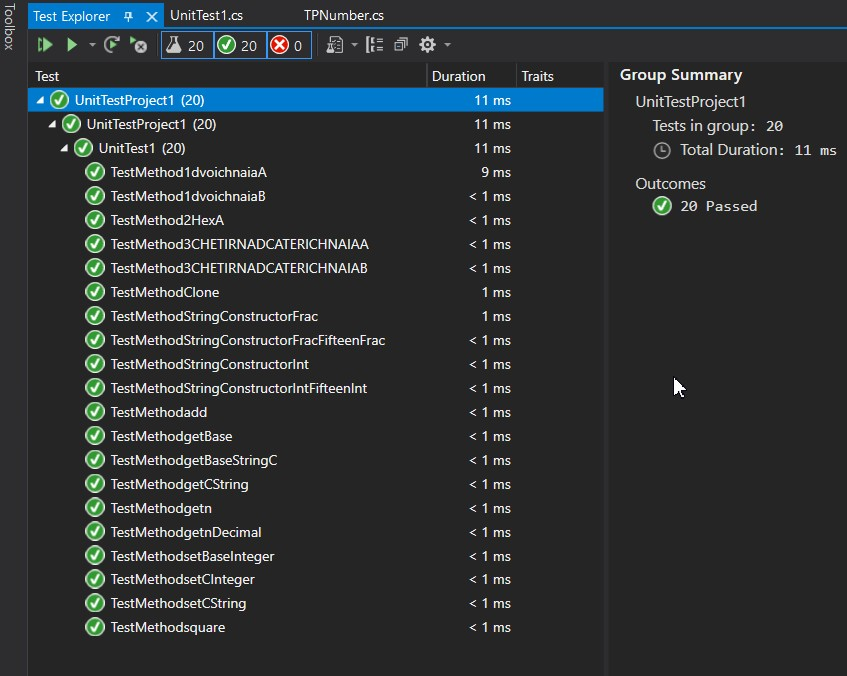 Toolbox
Test Explorer UnitTest1.cs TPNumber.cs
20 20 0
Test Duration Traits
UnitTestProject1 (20) 11 ms
UnitTestProject1 (20) 11 ms
UnitTest1 (20) 11 ms
TestMethod1dvoichnaiaA 9 ms
TestMethod1dvoichnaiaB < 1 ms
TestMethod2HexA < 1 ms
TestMethod3CHETIRNADCATERICHNAIAA < 1 ms
TestMethod3CHETIRNADCATERICHNAIAB < 1 ms
TestMethodClone 1 ms
TestMethodStringConstructorFrac 1 ms
TestMethodStringConstructorFracFifteenFrac < 1 ms
TestMethodStringConstructorInt < 1 ms
TestMethodStringConstructorIntFifteenInt < 1 ms
TestMethodadd < 1 ms
TestMethodgetBase < 1 ms
TestMethodgetBaseStringC < 1 ms
TestMethodgetCString < 1 ms
TestMethodgetn < 1 ms
TestMethodgetnDecimal < 1 ms
TestMethodsetBaseInteger < 1 ms
TestMethodsetCInteger < 1 ms
TestMethodsetCString < 1 ms
TestMethodsquare < 1 ms
Group Summary
UnitTestProject1
Tests in group: 20
Total Duration: 11 ms
Outcomes
20 Passed